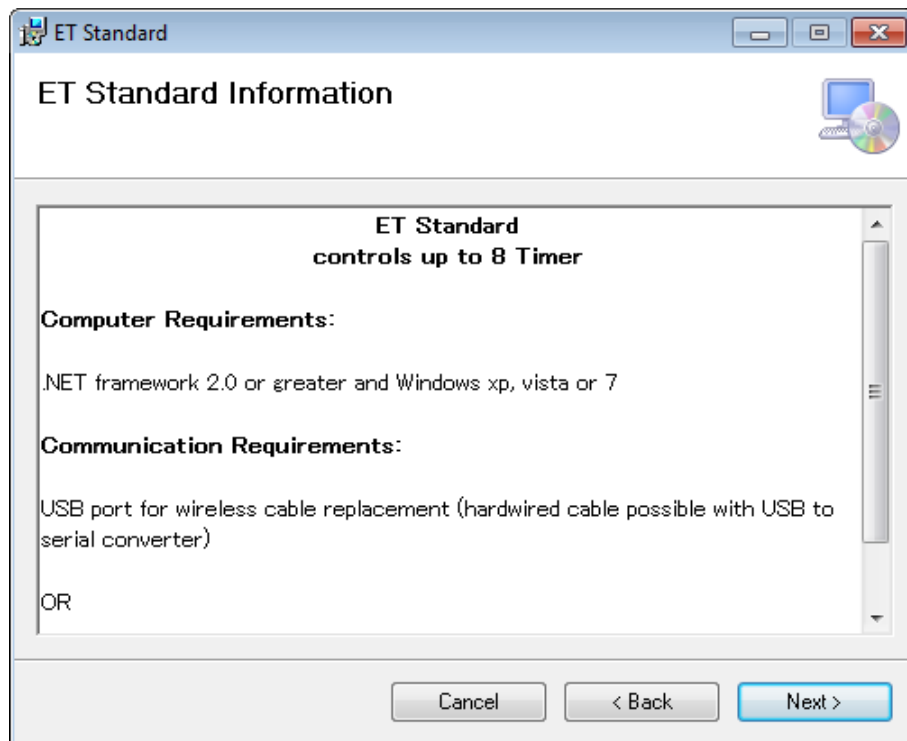 ET Standard
ET Standard Information
ET Standard
controls up to 8 Timer
Computer Requirements:
.NET framework 2.0 or greater and Windows xp, vista or 7
Communication Requirements:
USB port for wireless cable replacement (hardwired cable possible with USB to
serial converter)
OR
Cancel
< Back
Next >